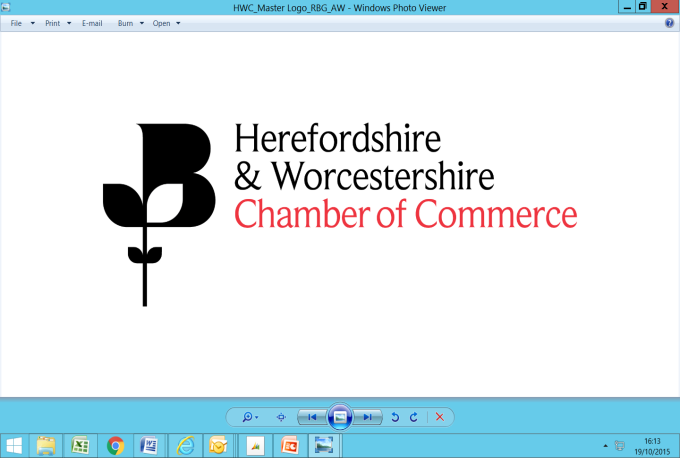 HWC_Master Logo_RBG_AW - Windows Photo Viewer
File Print E-mail Burn Open
Herefordshire
& Worcestershire
Chamber of Commerce
16:13
19/10/2015